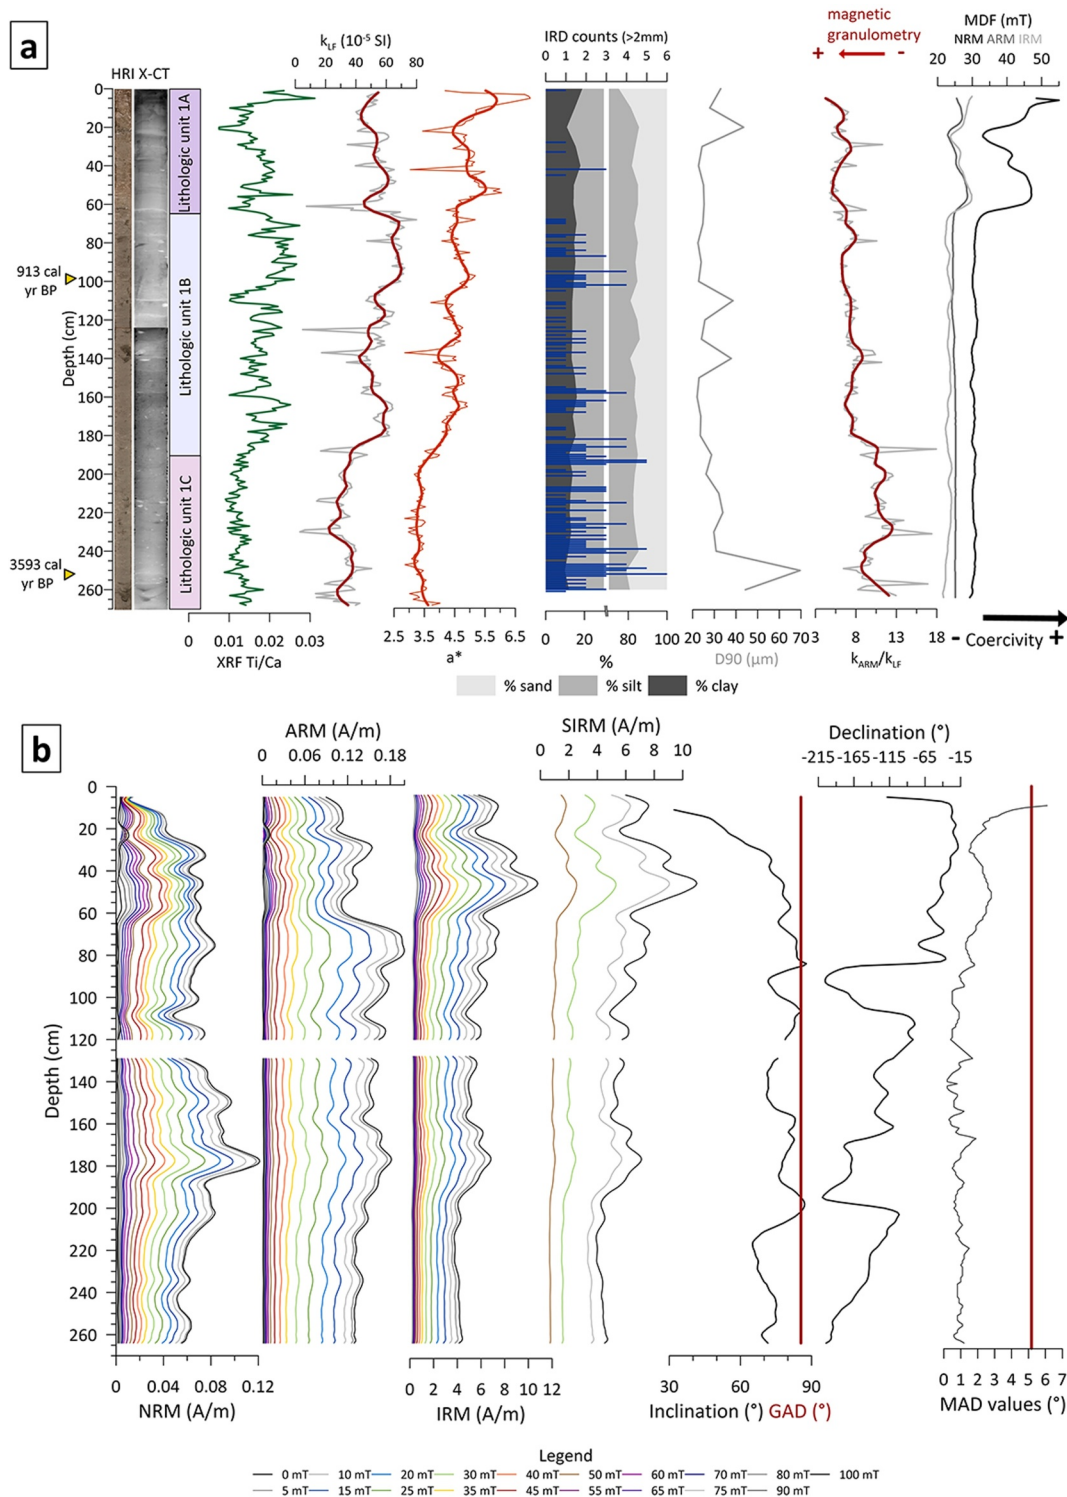 a
HRI X-CT
k_LF (10⁻⁵ SI)
0 20 40 60 80
IRD counts (>2mm)
0 1 2 3 4 5 6
magnetic
granulometry
+ -
MDF (mT)
NRM ARM IRM
20 30 40 50
Depth (cm)
0
20
40
60
80
100
120
140
160
180
200
220
240
260
913 cal
yr BP
3593 cal
yr BP
Lithologic unit 1A
Lithologic unit 1B
Lithologic unit 1C
0 0.01 0.02 0.03
XRF Ti/Ca
2.5 3.5 4.5 5.5 6.5
a*
0 20 80 100
%
% sand % silt % clay
20 30 40 50 60 70
D90 (µm)
3 8 13 18
k_ARM/k_LF
- Coercivity +
b
ARM (A/m)
0 0.06 0.12 0.18
SIRM (A/m)
0 2 4 6 8 10
Declination (°)
-215 -165 -115 -65 -15
Depth (cm)
0
20
40
60
80
100
120
140
160
180
200
220
240
260
0 0.04 0.08 0.12
NRM (A/m)
0 2 4 6 8 10 12
IRM (A/m)
30 60 90
Inclination (°) GAD (°)
0 1 2 3 4 5 6 7
MAD values (°)
Legend
0 mT 10 mT 20 mT 30 mT 40 mT 50 mT 60 mT 70 mT 80 mT 100 mT
5 mT 15 mT 25 mT 35 mT 45 mT 55 mT 65 mT 75 mT 90 mT